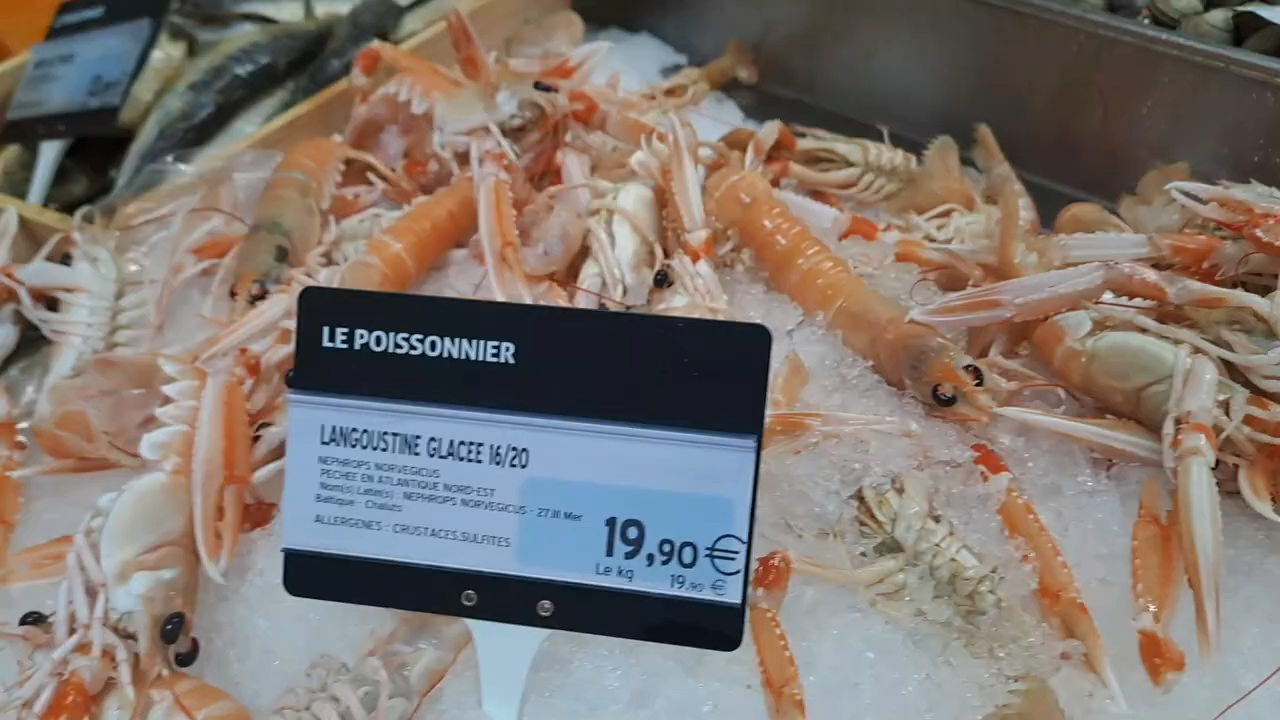 LE POISSONNIER
LANGOUSTINE GLACEE 16/20
NEPHROPS NORVEGICUS
PECHEE EN ATLANTIQUE NORD-EST
Nom(s) Latin(s) : NEPHROPS NORVEGICUS - 27.III Mer
Baltique - Chaluts
ALLERGENES : CRUSTACES,SULFITES
19,90 €
Le kg 19,90 €